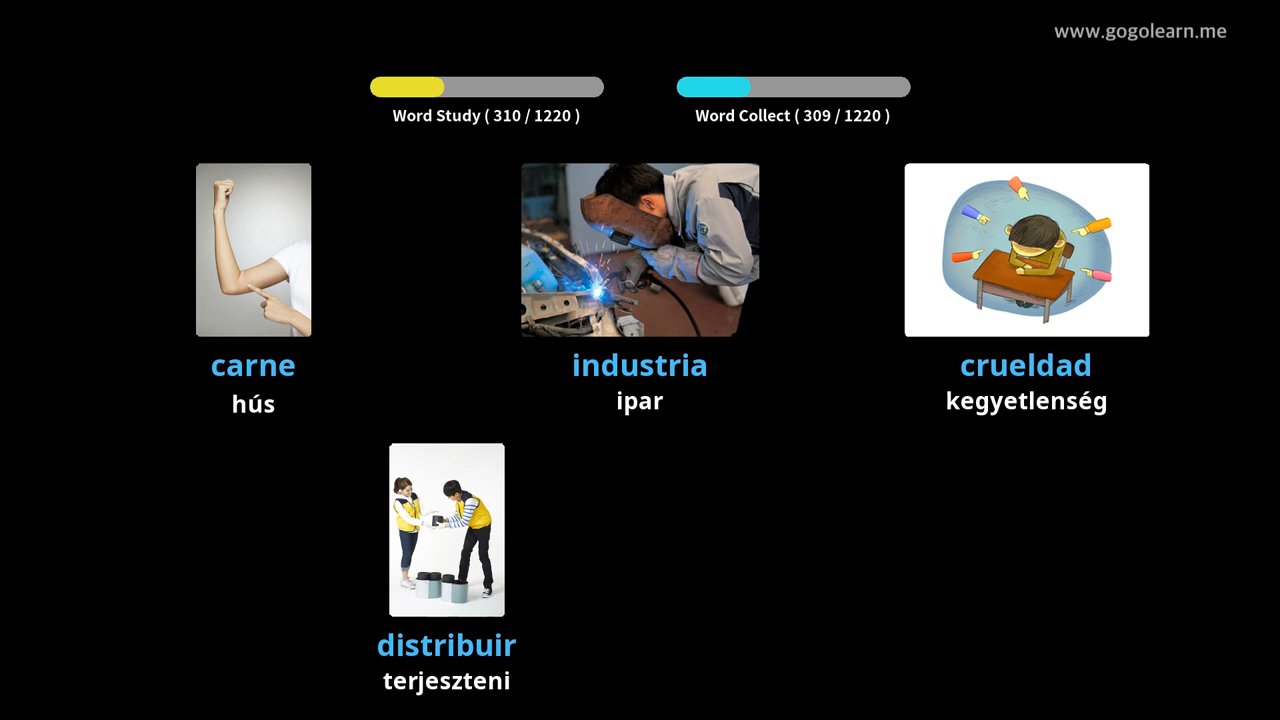 www.gogolearn.me
Word Study ( 310 / 1220 )
Word Collect ( 309 / 1220 )
carne
hús
industria
ipar
crueldad
kegyetlenség
distribuir
terjeszteni